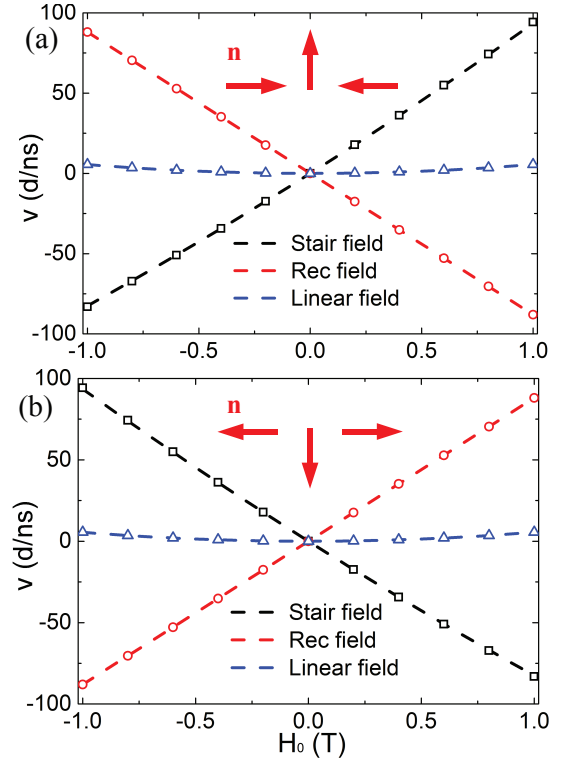 (a)
n
100
50
0
-50
-100
v (d/ns)
Stair field
Rec field
Linear field
-1.0 -0.5 0.0 0.5 1.0
(b)
n
100
50
0
-50
-100
v (d/ns)
Stair field
Rec field
Linear field
-1.0 -0.5 0.0 0.5 1.0
H₀ (T)